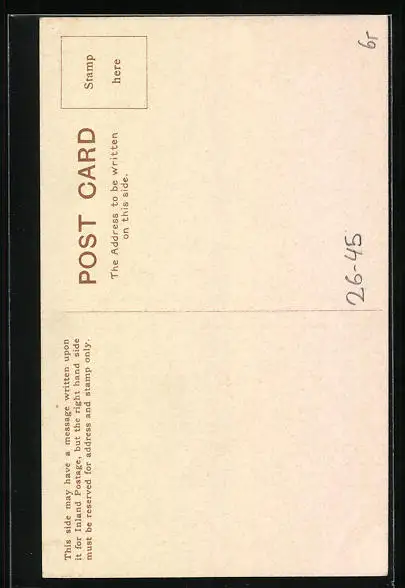 This side may have a message written upon
it for Inland Postage, but the right hand side
must be reserved for address and stamp only.
POST CARD
The Address to be written
on this side.
Stamp
here
26-45